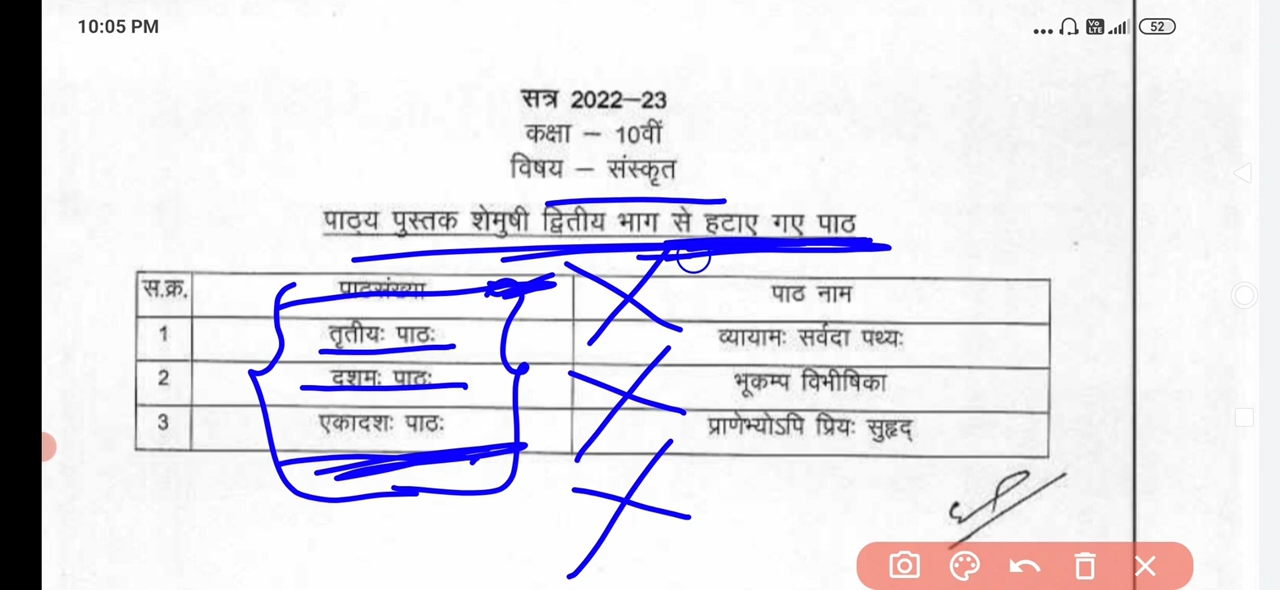 10:05 PM
52
सत्र 2022–23
कक्षा – 10वीं
विषय – संस्कृत
पाठ्य पुस्तक शेमुषी द्वितीय भाग से हटाए गए पाठ
स.क्र. पाठसंख्या पाठ नाम
1 तृतीयः पाठः व्यायामः सर्वदा पथ्यः
2 दशमः पाठः भूकम्प विभीषिका
3 एकादशः पाठः प्राणेभ्योऽपि प्रियः सुहृद्